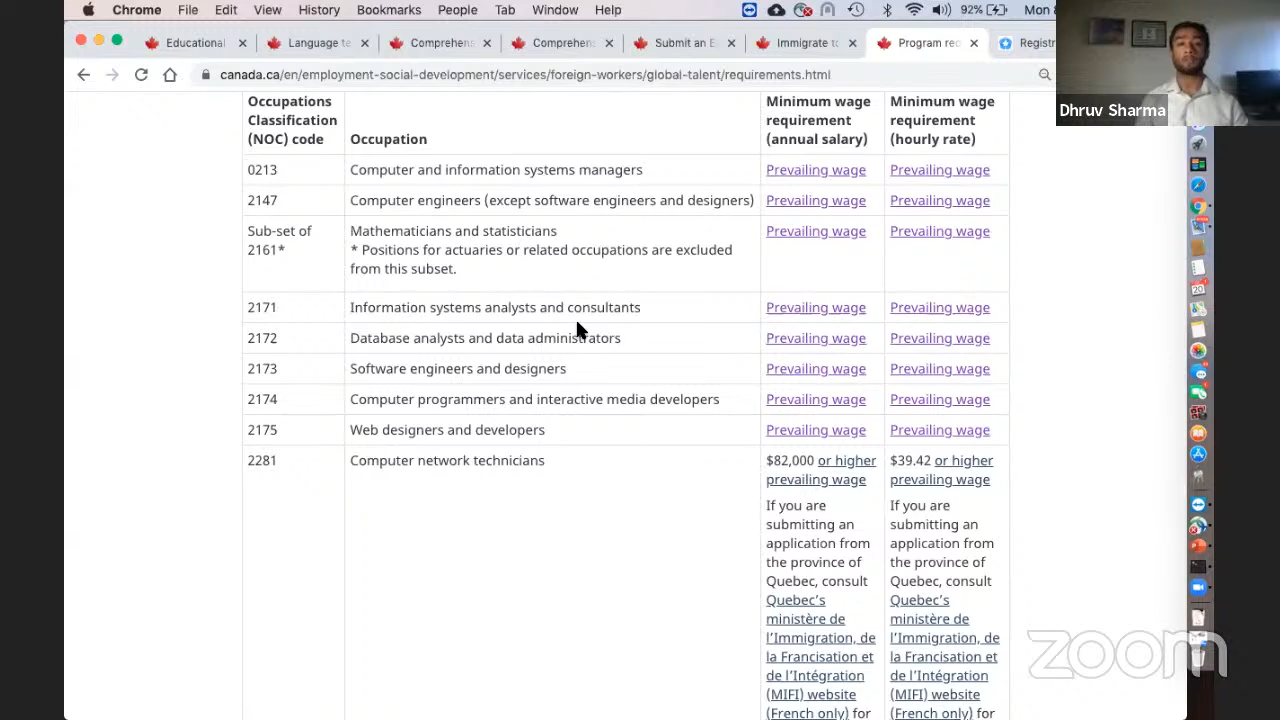 Chrome File Edit View History Bookmarks People Tab Window Help 92% Mon 8
Educational Language te Comprehens Comprehens Submit an E Immigrate to Program req Registr
canada.ca/en/employment-social-development/services/foreign-workers/global-talent/requirements.html
Dhruv Sharma
Occupations Classification (NOC) code Occupation Minimum wage requirement (annual salary) Minimum wage requirement (hourly rate)
0213 Computer and information systems managers Prevailing wage Prevailing wage
2147 Computer engineers (except software engineers and designers) Prevailing wage Prevailing wage
Sub-set of Mathematicians and statisticians Prevailing wage Prevailing wage
2161* * Positions for actuaries or related occupations are excluded
from this subset.
2171 Information systems analysts and consultants Prevailing wage Prevailing wage
2172 Database analysts and data administrators Prevailing wage Prevailing wage
2173 Software engineers and designers Prevailing wage Prevailing wage
2174 Computer programmers and interactive media developers Prevailing wage Prevailing wage
2175 Web designers and developers Prevailing wage Prevailing wage
2281 Computer network technicians
$82,000 or higher
prevailing wage
If you are
submitting an
application from
the province of
Quebec, consult
Quebec's
ministère de
l'Immigration, de
la Francisation et
de l'Intégration
(MIFI) website
(French only) for
$39.42 or higher
prevailing wage
If you are
submitting an
application from
the province of
Quebec, consult
Quebec's
ministère de
l'Immigration, de
la Francisation et
de l'Intégration
(MIFI) website
(French only) for
zoom